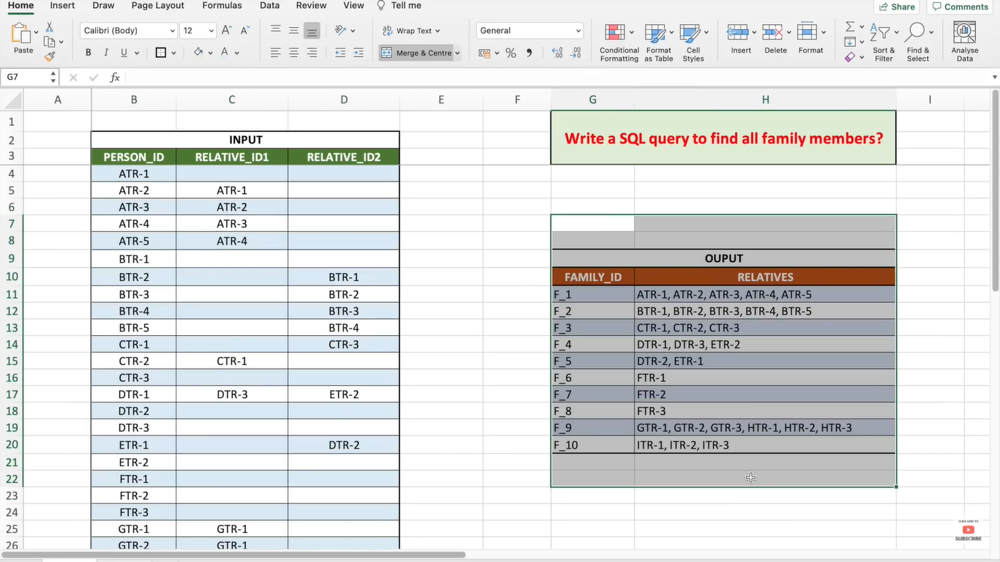 Home Insert Draw Page Layout Formulas Data Review View Tell me Share Comments
Calibri (Body) 12 A A Wrap Text General
Paste B I U A Merge & Centre % Conditional Formatting Format as Table Cell Styles Insert Delete Format Sort & Filter Find & Select Analyse Data
G7 fx
A B C D E F G H I
1 Write a SQL query to find all family members?
2 INPUT
3 PERSON_ID RELATIVE_ID1 RELATIVE_ID2
4 ATR-1
5 ATR-2 ATR-1
6 ATR-3 ATR-2
7 ATR-4 ATR-3
8 ATR-5 ATR-4
9 BTR-1 OUPUT
10 BTR-2 BTR-1 FAMILY_ID RELATIVES
11 BTR-3 BTR-2 F_1 ATR-1, ATR-2, ATR-3, ATR-4, ATR-5
12 BTR-4 BTR-3 F_2 BTR-1, BTR-2, BTR-3, BTR-4, BTR-5
13 BTR-5 BTR-4 F_3 CTR-1, CTR-2, CTR-3
14 CTR-1 CTR-3 F_4 DTR-1, DTR-3, ETR-2
15 CTR-2 CTR-1 F_5 DTR-2, ETR-1
16 CTR-3 F_6 FTR-1
17 DTR-1 DTR-3 ETR-2 F_7 FTR-2
18 DTR-2 F_8 FTR-3
19 DTR-3 F_9 GTR-1, GTR-2, GTR-3, HTR-1, HTR-2, HTR-3
20 ETR-1 DTR-2 F_10 ITR-1, ITR-2, ITR-3
21 ETR-2
22 FTR-1
23 FTR-2
24 FTR-3
25 GTR-1 GTR-1
26 GTR-2 GTR-1
CLICK HERE TO
SUBSCRIBE